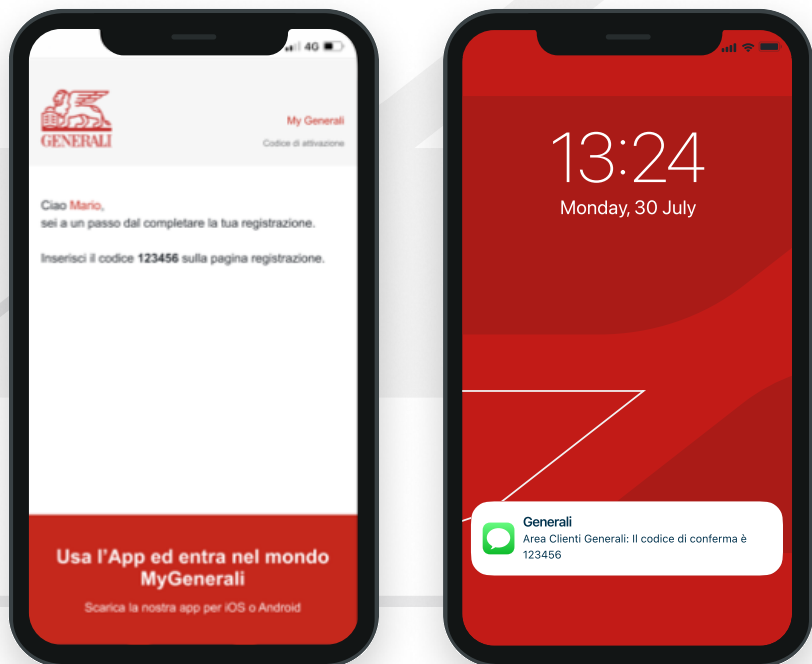 4G
GENERALI
My Generali
Codice di attivazione
Ciao Mario,
sei a un passo dal completare la tua registrazione.
Inserisci il codice 123456 sulla pagina registrazione.
Usa l'App ed entra nel mondo
MyGenerali
Scarica la nostra app per iOS o Android
13:24
Monday, 30 July
Generali
Area Clienti Generali: Il codice di conferma è
123456